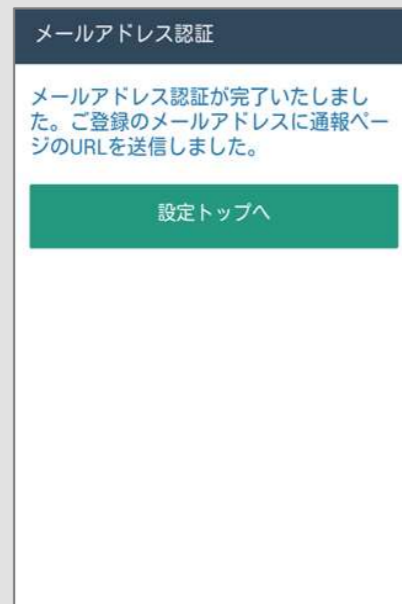 メールアドレス認証
メールアドレス認証が完了いたしまし
た。ご登録のメールアドレスに通報ペー
ジのURLを送信しました。
設定トップへ